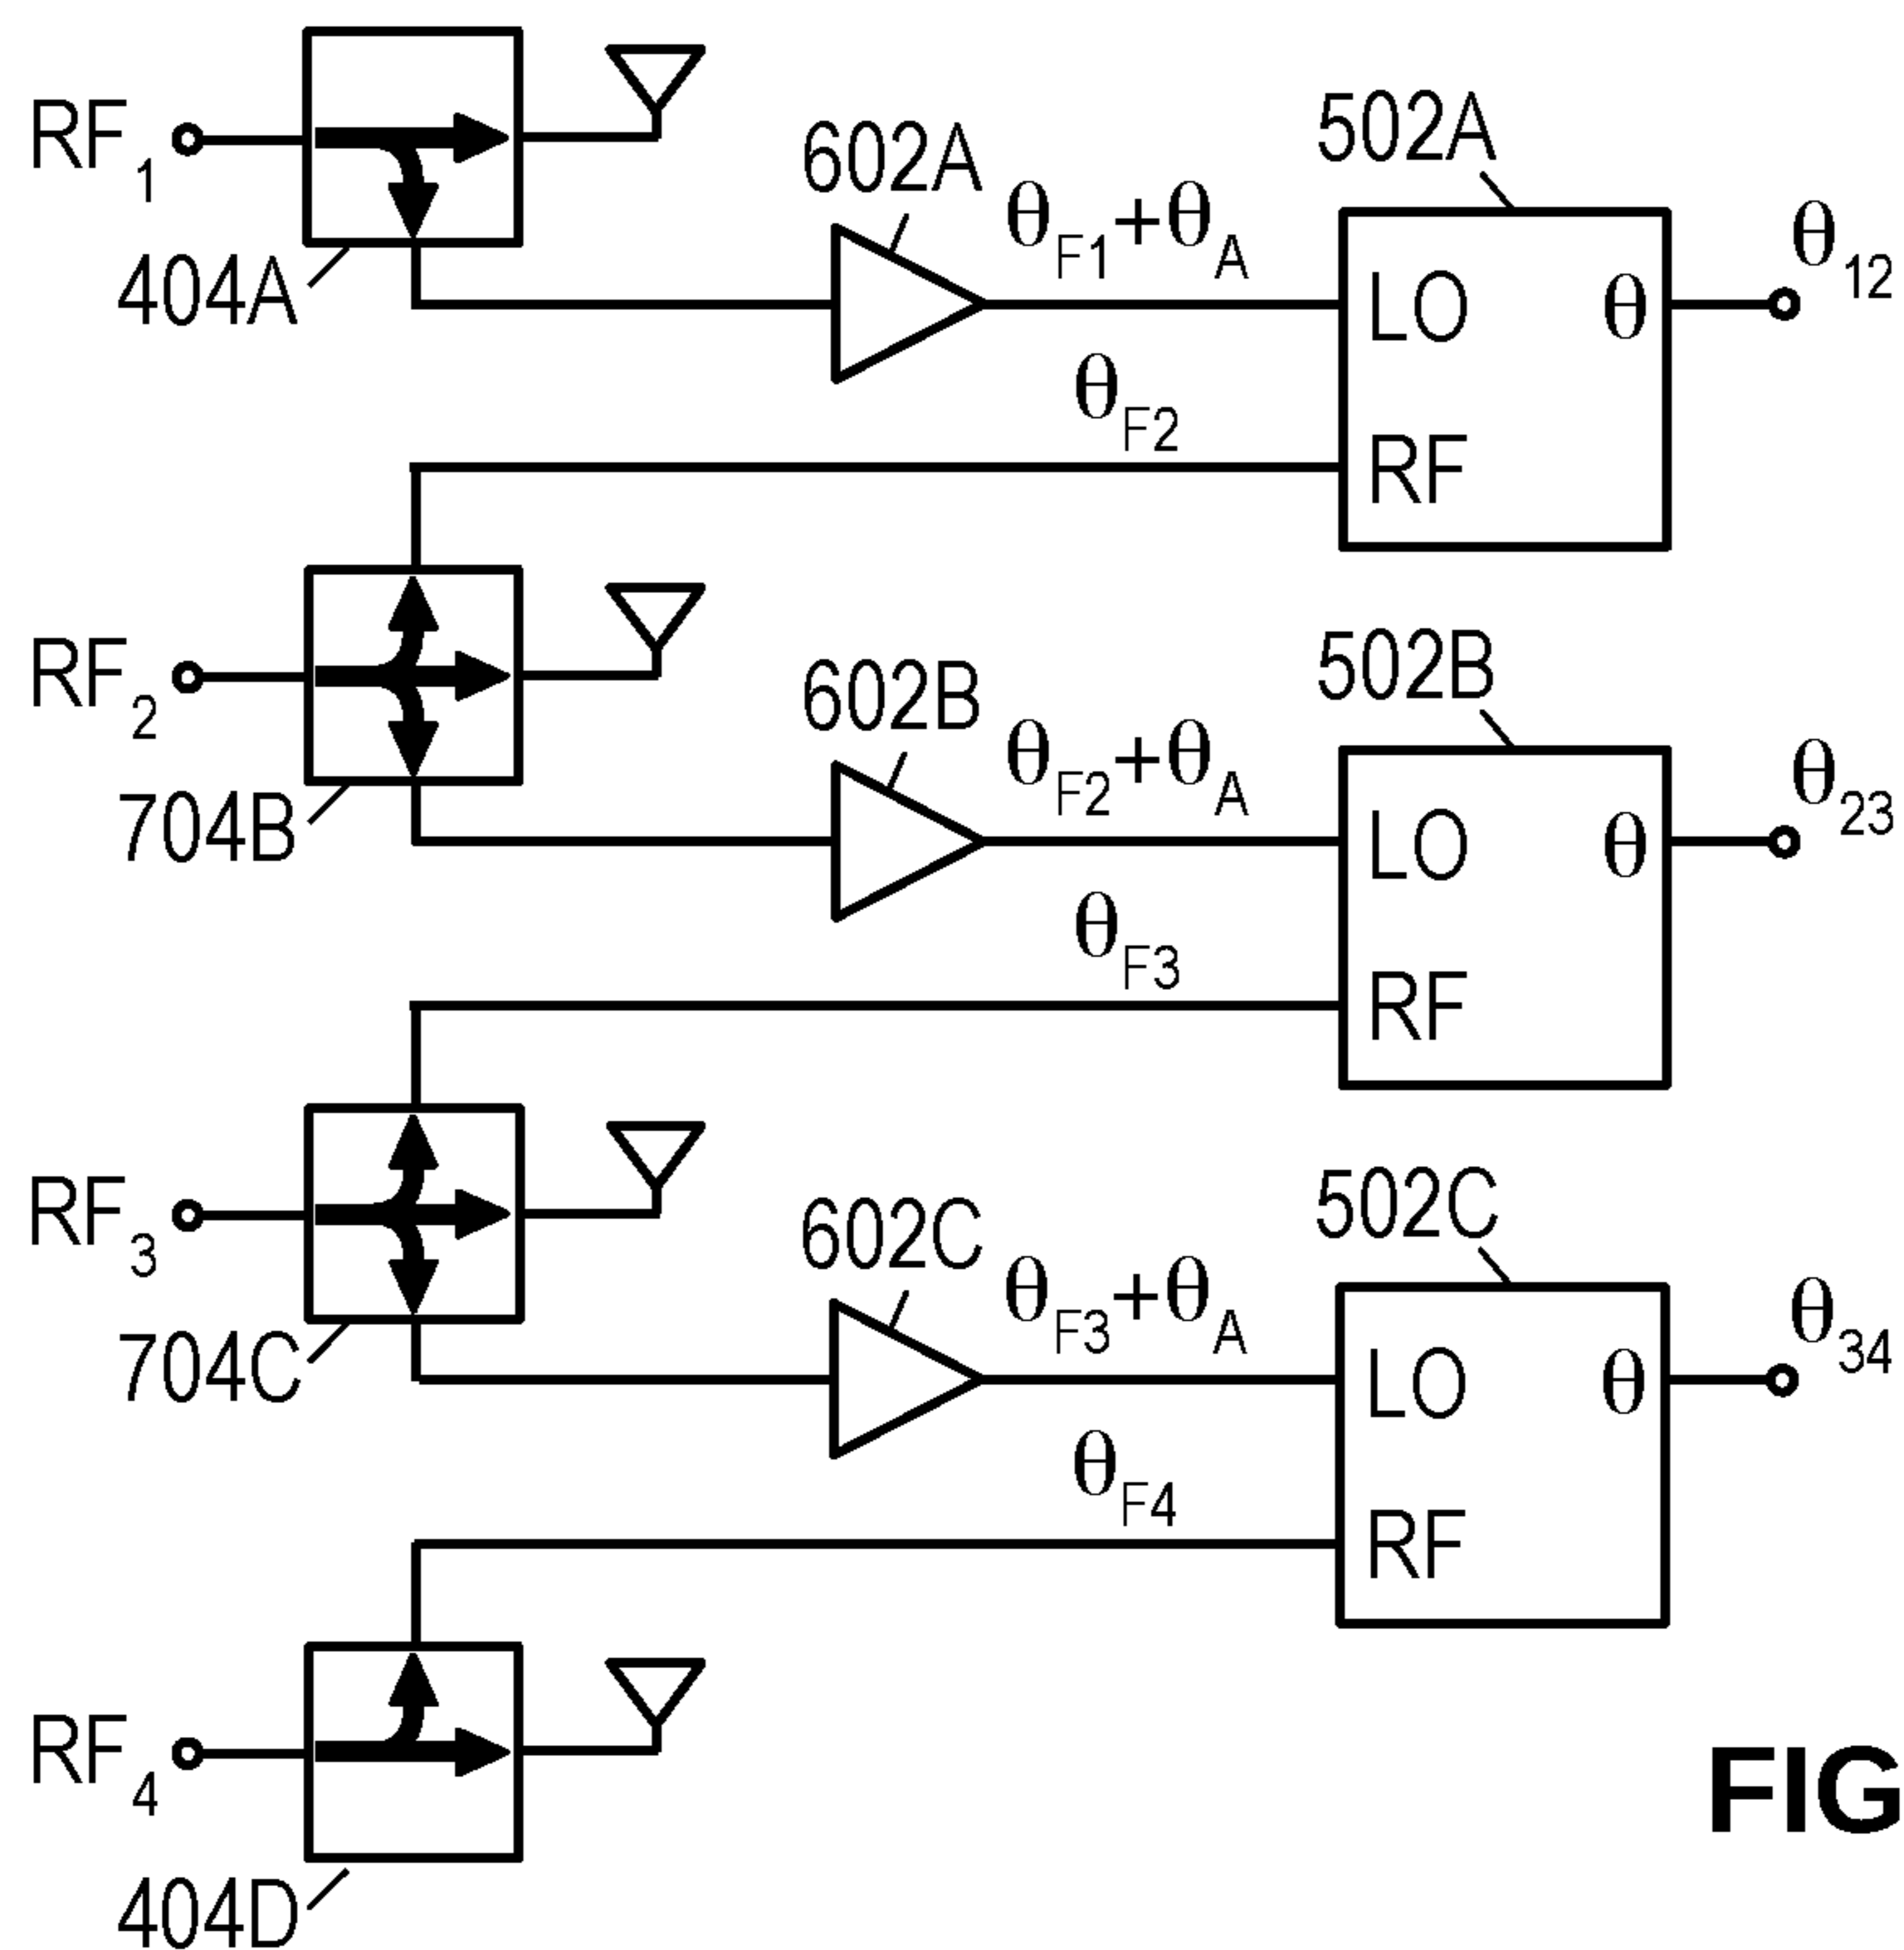 RF1
404A
602A
θF1+θA
502A
LO θ
θ12
θF2
RF
RF2
704B
602B
θF2+θA
502B
LO θ
θ23
θF3
RF
RF3
704C
602C
θF3+θA
502C
LO θ
θ34
θF4
RF
RF4
404D
FIG